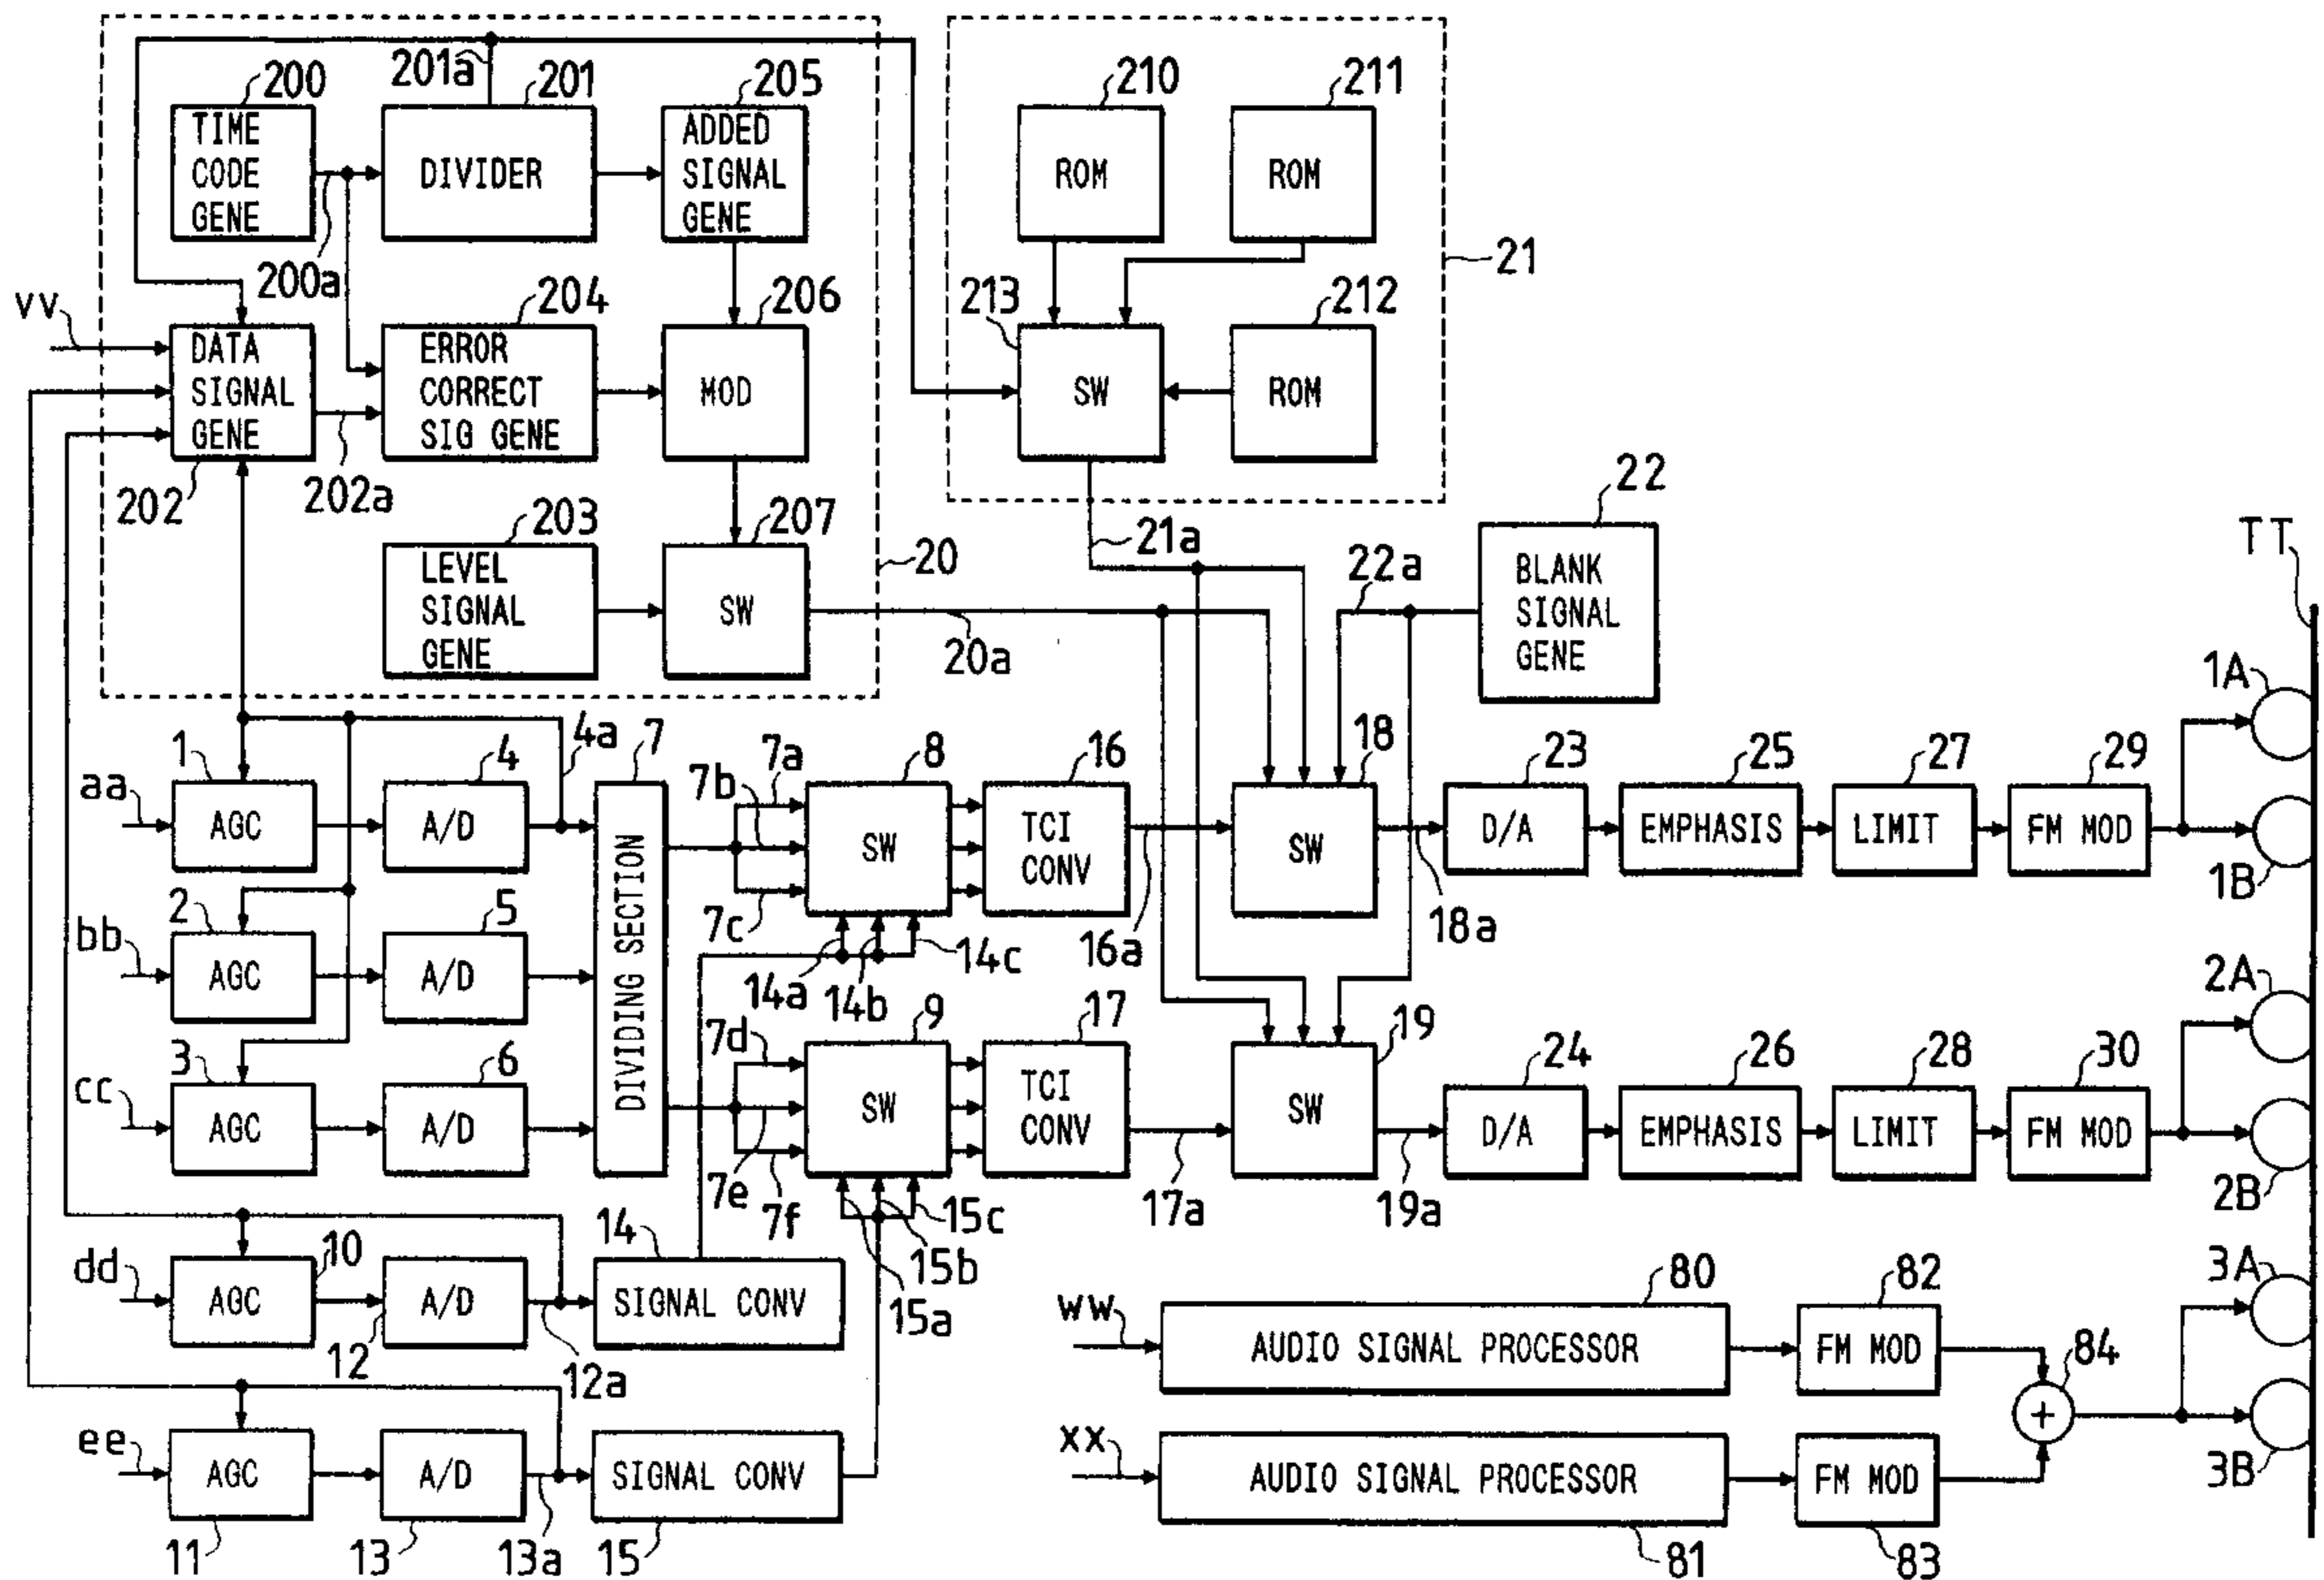 201a
200
201
205
210
211
TIME
CODE
GENE
DIVIDER
ADDED
SIGNAL
GENE
ROM
ROM
21
200a
vv
204
206
213
212
DATA
SIGNAL
GENE
ERROR
CORRECT
SIG GENE
MOD
SW
ROM
202
202a
203
207
22
LEVEL
SIGNAL
GENE
SW
20
21a
22a
BLANK
SIGNAL
GENE
TT
20a
1A
1
4
4a
7
7a
7b
8
16
18
23
25
27
29
aa
AGC
A/D
DIVIDING SECTION
SW
TCI
CONV
SW
D/A
EMPHASIS
LIMIT
FM MOD
1B
7c
16a
18a
2
5
bb
AGC
A/D
14a
14b
14c
2A
3
6
7d
9
17
19
24
26
28
30
cc
AGC
A/D
SW
TCI
CONV
SW
D/A
EMPHASIS
LIMIT
FM MOD
7e
7f
15c
17a
19a
2B
14
10
15b
15a
dd
AGC
A/D
SIGNAL CONV
12
12a
3A
80
82
84
ww
AUDIO SIGNAL PROCESSOR
FM MOD
+
ee
AGC
A/D
SIGNAL CONV
xx
AUDIO SIGNAL PROCESSOR
FM MOD
3B
11
13
13a
15
81
83